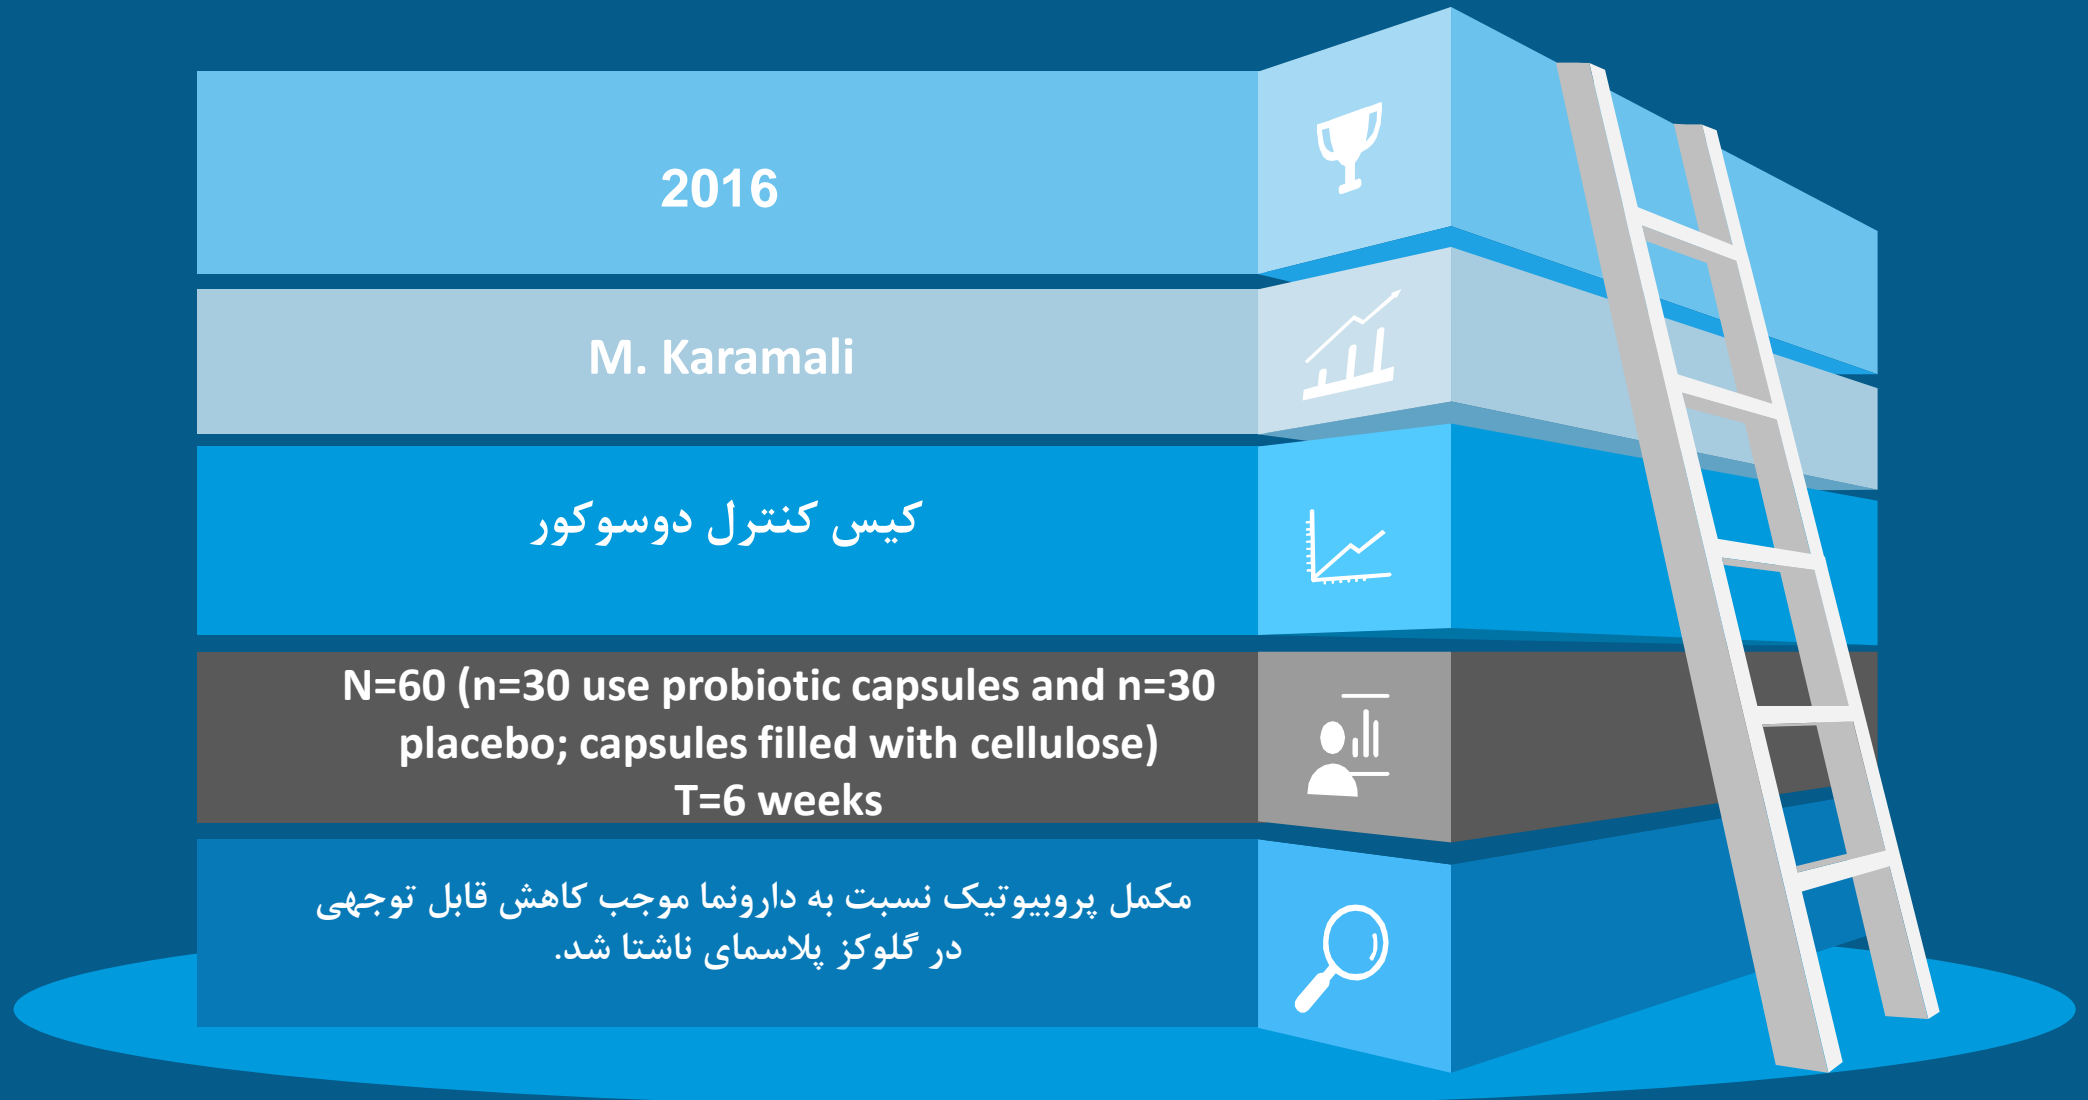 2016
M. Karamali
کیس کنترل دوسوکور
N=60 (n=30 use probiotic capsules and n=30
placebo; capsules filled with cellulose)
T=6 weeks
مکمل پروبیوتیک نسبت به دارونما موجب کاهش قابل توجهی
در گلوکز پلاسمای ناشتا شد.